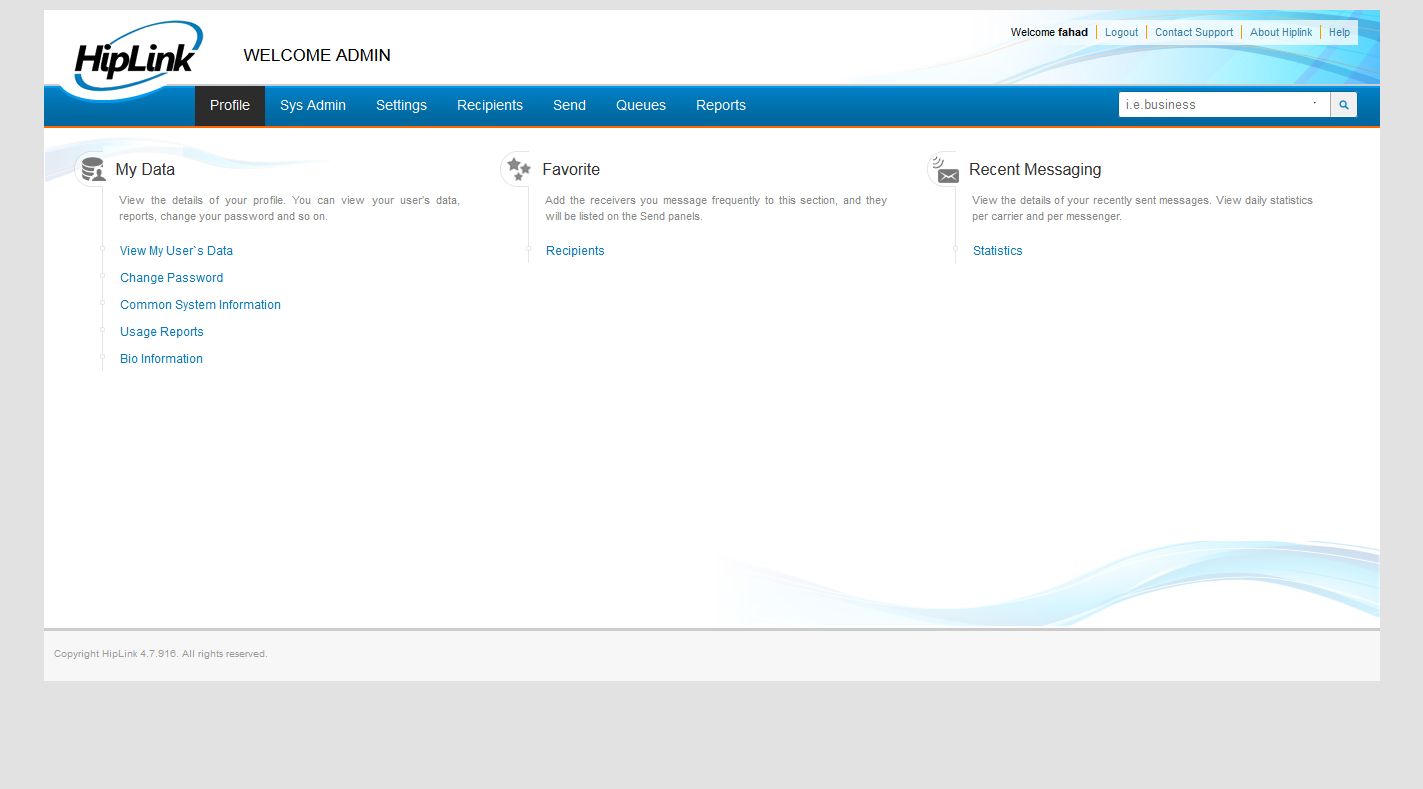 HipLink
WELCOME ADMIN
Welcome fahad Logout Contact Support About Hiplink Help
Profile Sys Admin Settings Recipients Send Queues Reports
i.e.business
My Data
View the details of your profile. You can view your user's data,
reports, change your password and so on.
View My User`s Data
Change Password
Common System Information
Usage Reports
Bio Information
Favorite
Add the receivers you message frequently to this section, and they
will be listed on the Send panels.
Recipients
Recent Messaging
View the details of your recently sent messages. View daily statistics
per carrier and per messenger.
Statistics
Copyright HipLink 4.7.916. All rights reserved.